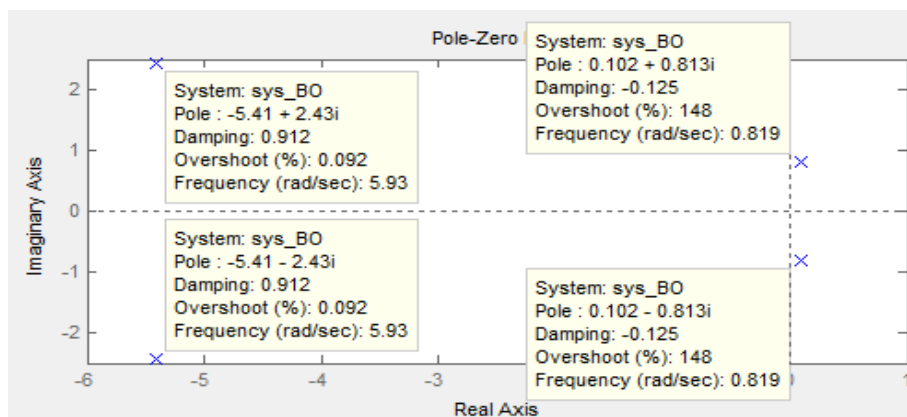 Pole-Zero
System: sys_BO
Pole : 0.102 + 0.813i
Damping: -0.125
Overshoot (%): 148
Frequency (rad/sec): 0.819
System: sys_BO
Pole : -5.41 + 2.43i
Damping: 0.912
Overshoot (%): 0.092
Frequency (rad/sec): 5.93
System: sys_BO
Pole : -5.41 - 2.43i
Damping: 0.912
Overshoot (%): 0.092
Frequency (rad/sec): 5.93
System: sys_BO
Pole : 0.102 - 0.813i
Damping: -0.125
Overshoot (%): 148
Frequency (rad/sec): 0.819
Imaginary Axis
2
1
0
-1
-2
-6 -5 -4 -3 0 1
Real Axis